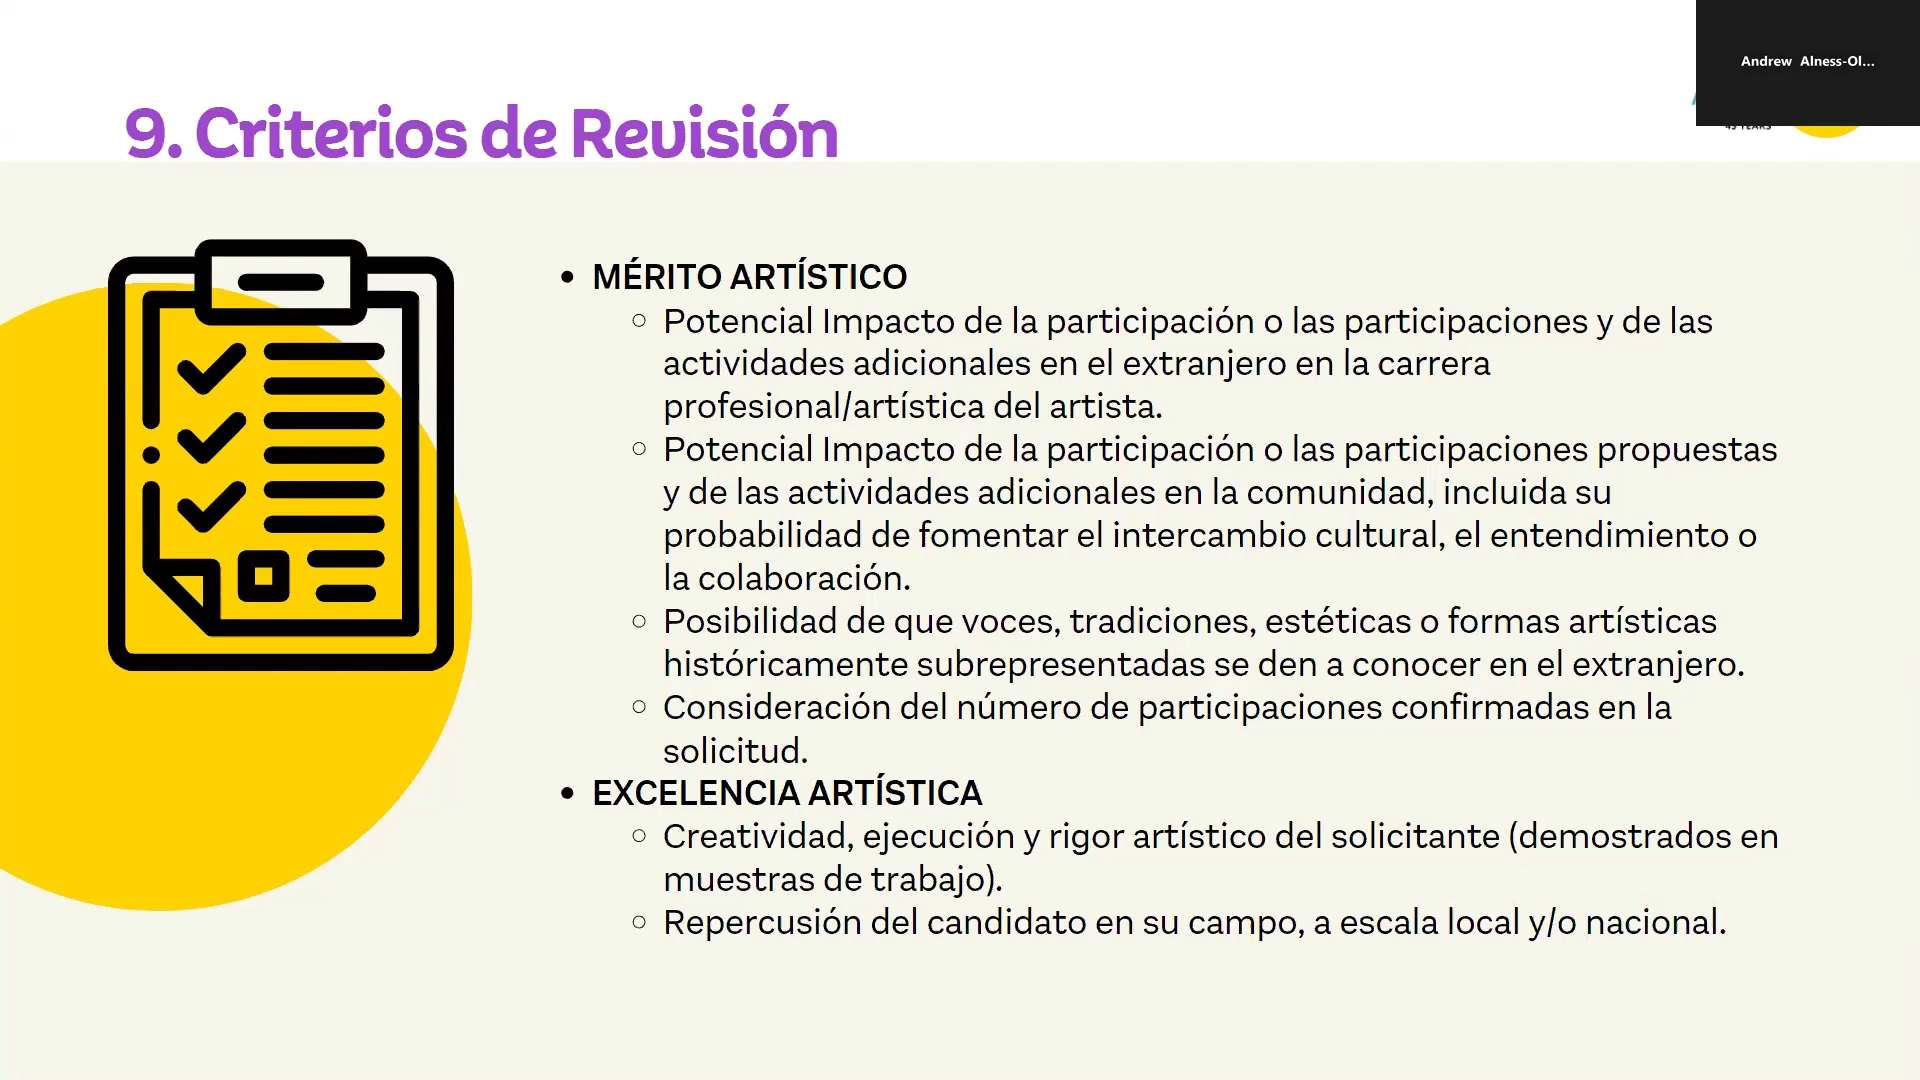 Andrew Alness-Ol...
45 YEARS
9. Criterios de Revisión
• MÉRITO ARTÍSTICO
○ Potencial Impacto de la participación o las participaciones y de las
actividades adicionales en el extranjero en la carrera
profesional/artística del artista.
○ Potencial Impacto de la participación o las participaciones propuestas
y de las actividades adicionales en la comunidad, incluida su
probabilidad de fomentar el intercambio cultural, el entendimiento o
la colaboración.
○ Posibilidad de que voces, tradiciones, estéticas o formas artísticas
históricamente subrepresentadas se den a conocer en el extranjero.
○ Consideración del número de participaciones confirmadas en la
solicitud.
• EXCELENCIA ARTÍSTICA
○ Creatividad, ejecución y rigor artístico del solicitante (demostrados en
muestras de trabajo).
○ Repercusión del candidato en su campo, a escala local y/o nacional.